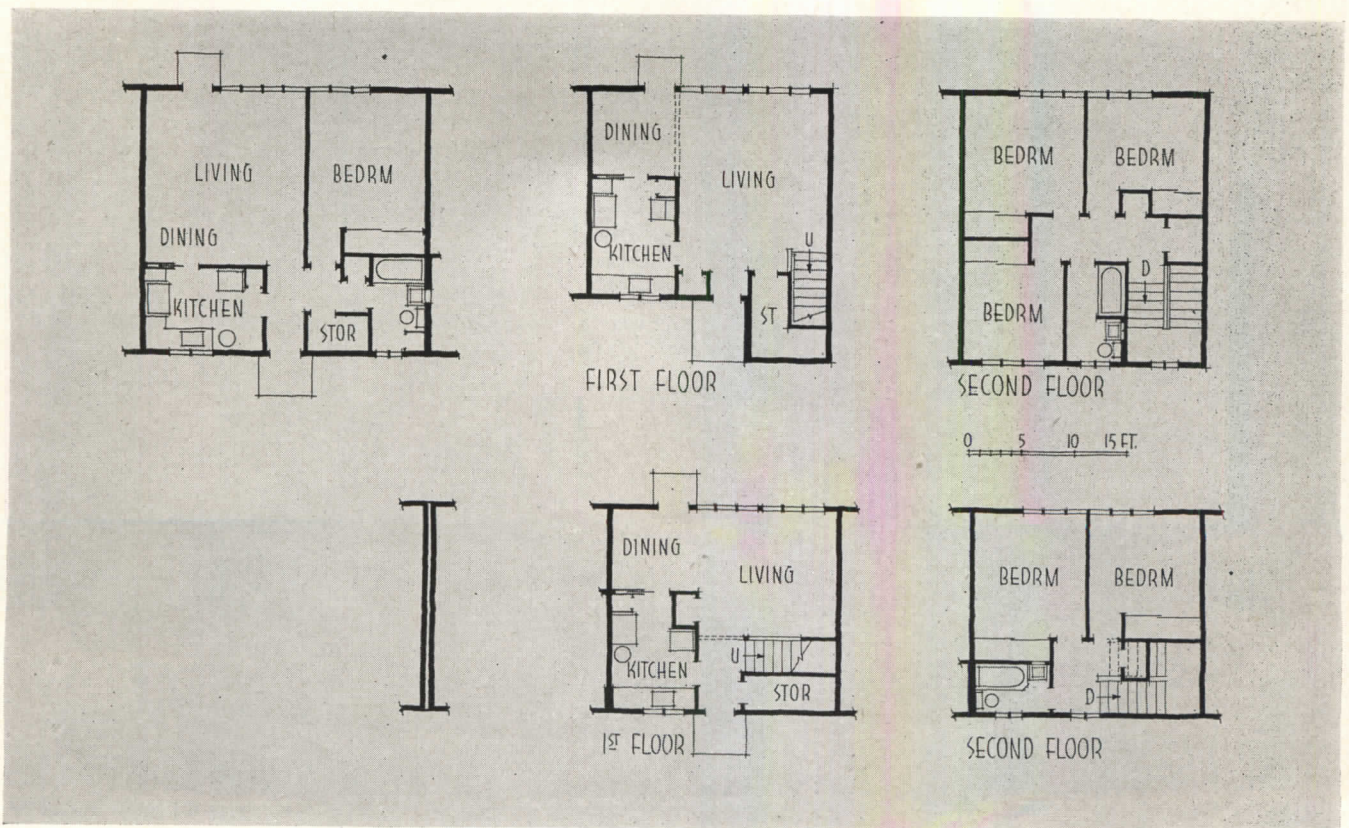 LIVING
BEDRM
DINING
KITCHEN
STOR
DINING
LIVING
U
KITCHEN
ST
FIRST FLOOR
BEDRM
BEDRM
D
BEDRM
SECOND FLOOR
0 5 10 15 FT.
DINING
LIVING
U
KITCHEN
STOR
1ST FLOOR
BEDRM
BEDRM
D
SECOND FLOOR